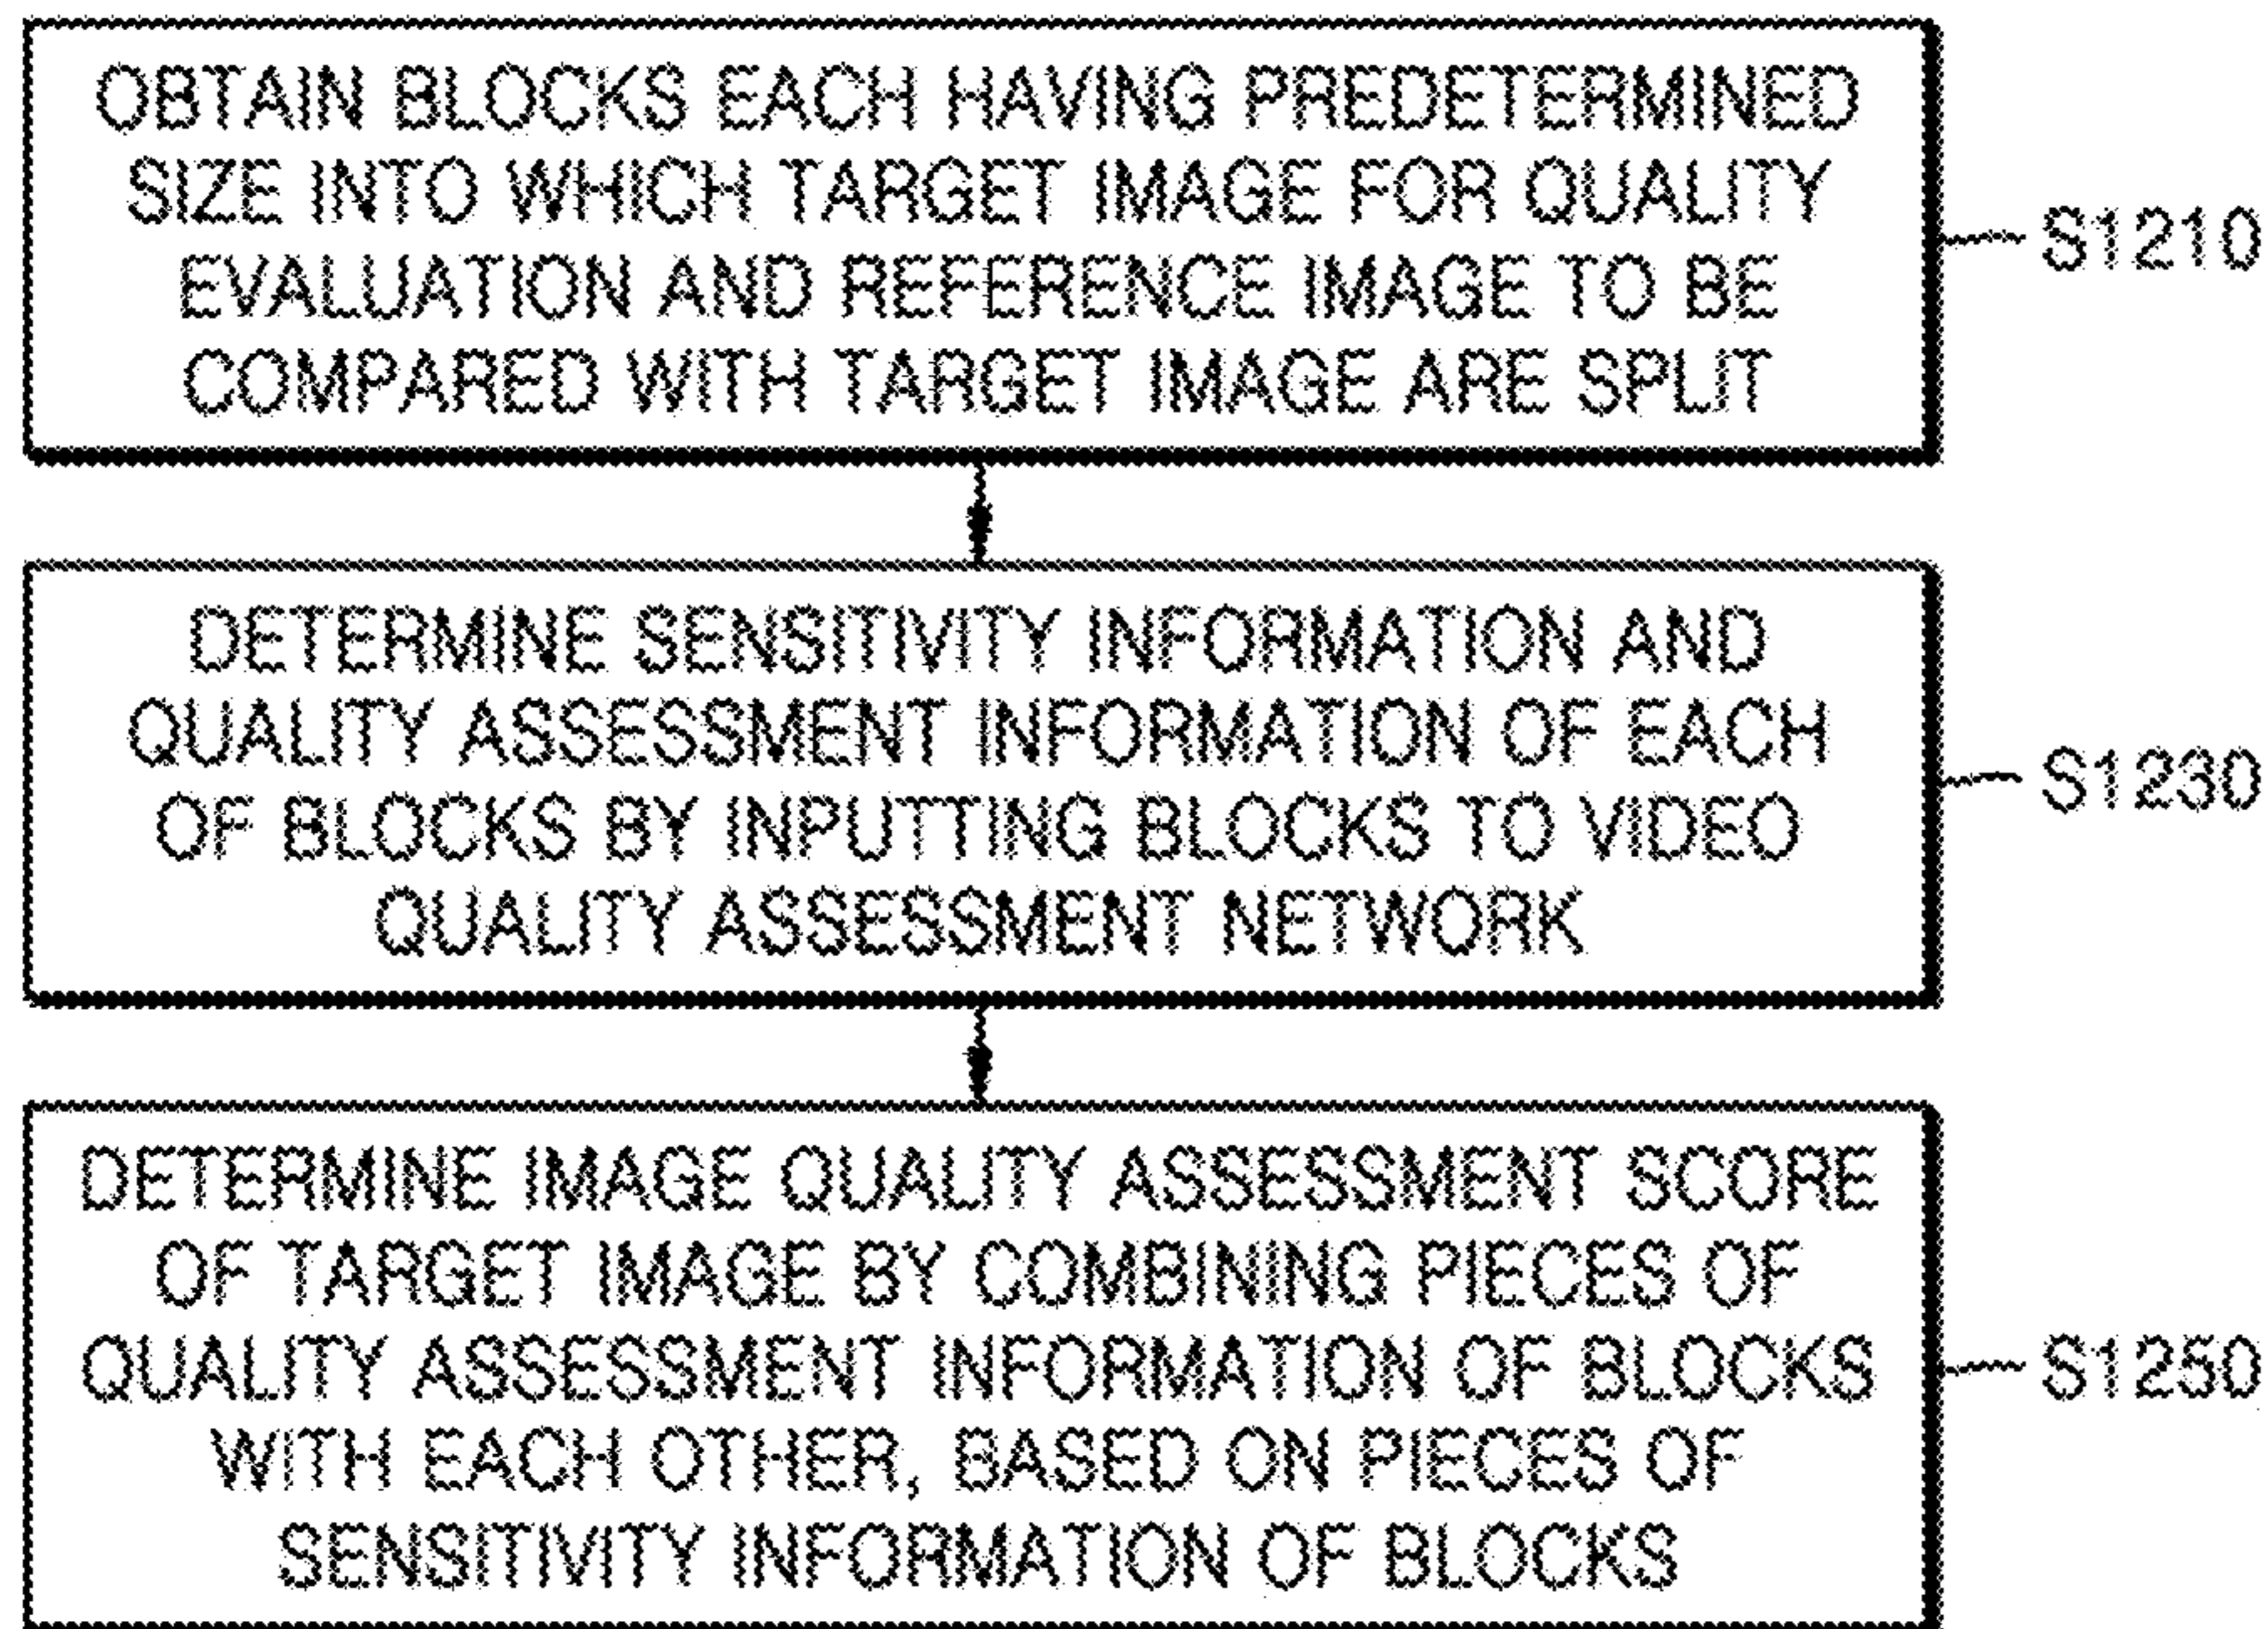 OBTAIN BLOCKS EACH HAVING PREDETERMINED
SIZE INTO WHICH TARGET IMAGE FOR QUALITY
EVALUATION AND REFERENCE IMAGE TO BE
COMPARED WITH TARGET IMAGE ARE SPLIT
S1210
DETERMINE SENSITIVITY INFORMATION AND
QUALITY ASSESSMENT INFORMATION OF EACH
OF BLOCKS BY INPUTTING BLOCKS TO VIDEO
QUALITY ASSESSMENT NETWORK
S1230
DETERMINE IMAGE QUALITY ASSESSMENT SCORE
OF TARGET IMAGE BY COMBINING PIECES OF
QUALITY ASSESSMENT INFORMATION OF BLOCKS
WITH EACH OTHER, BASED ON PIECES OF
SENSITIVITY INFORMATION OF BLOCKS
S1250